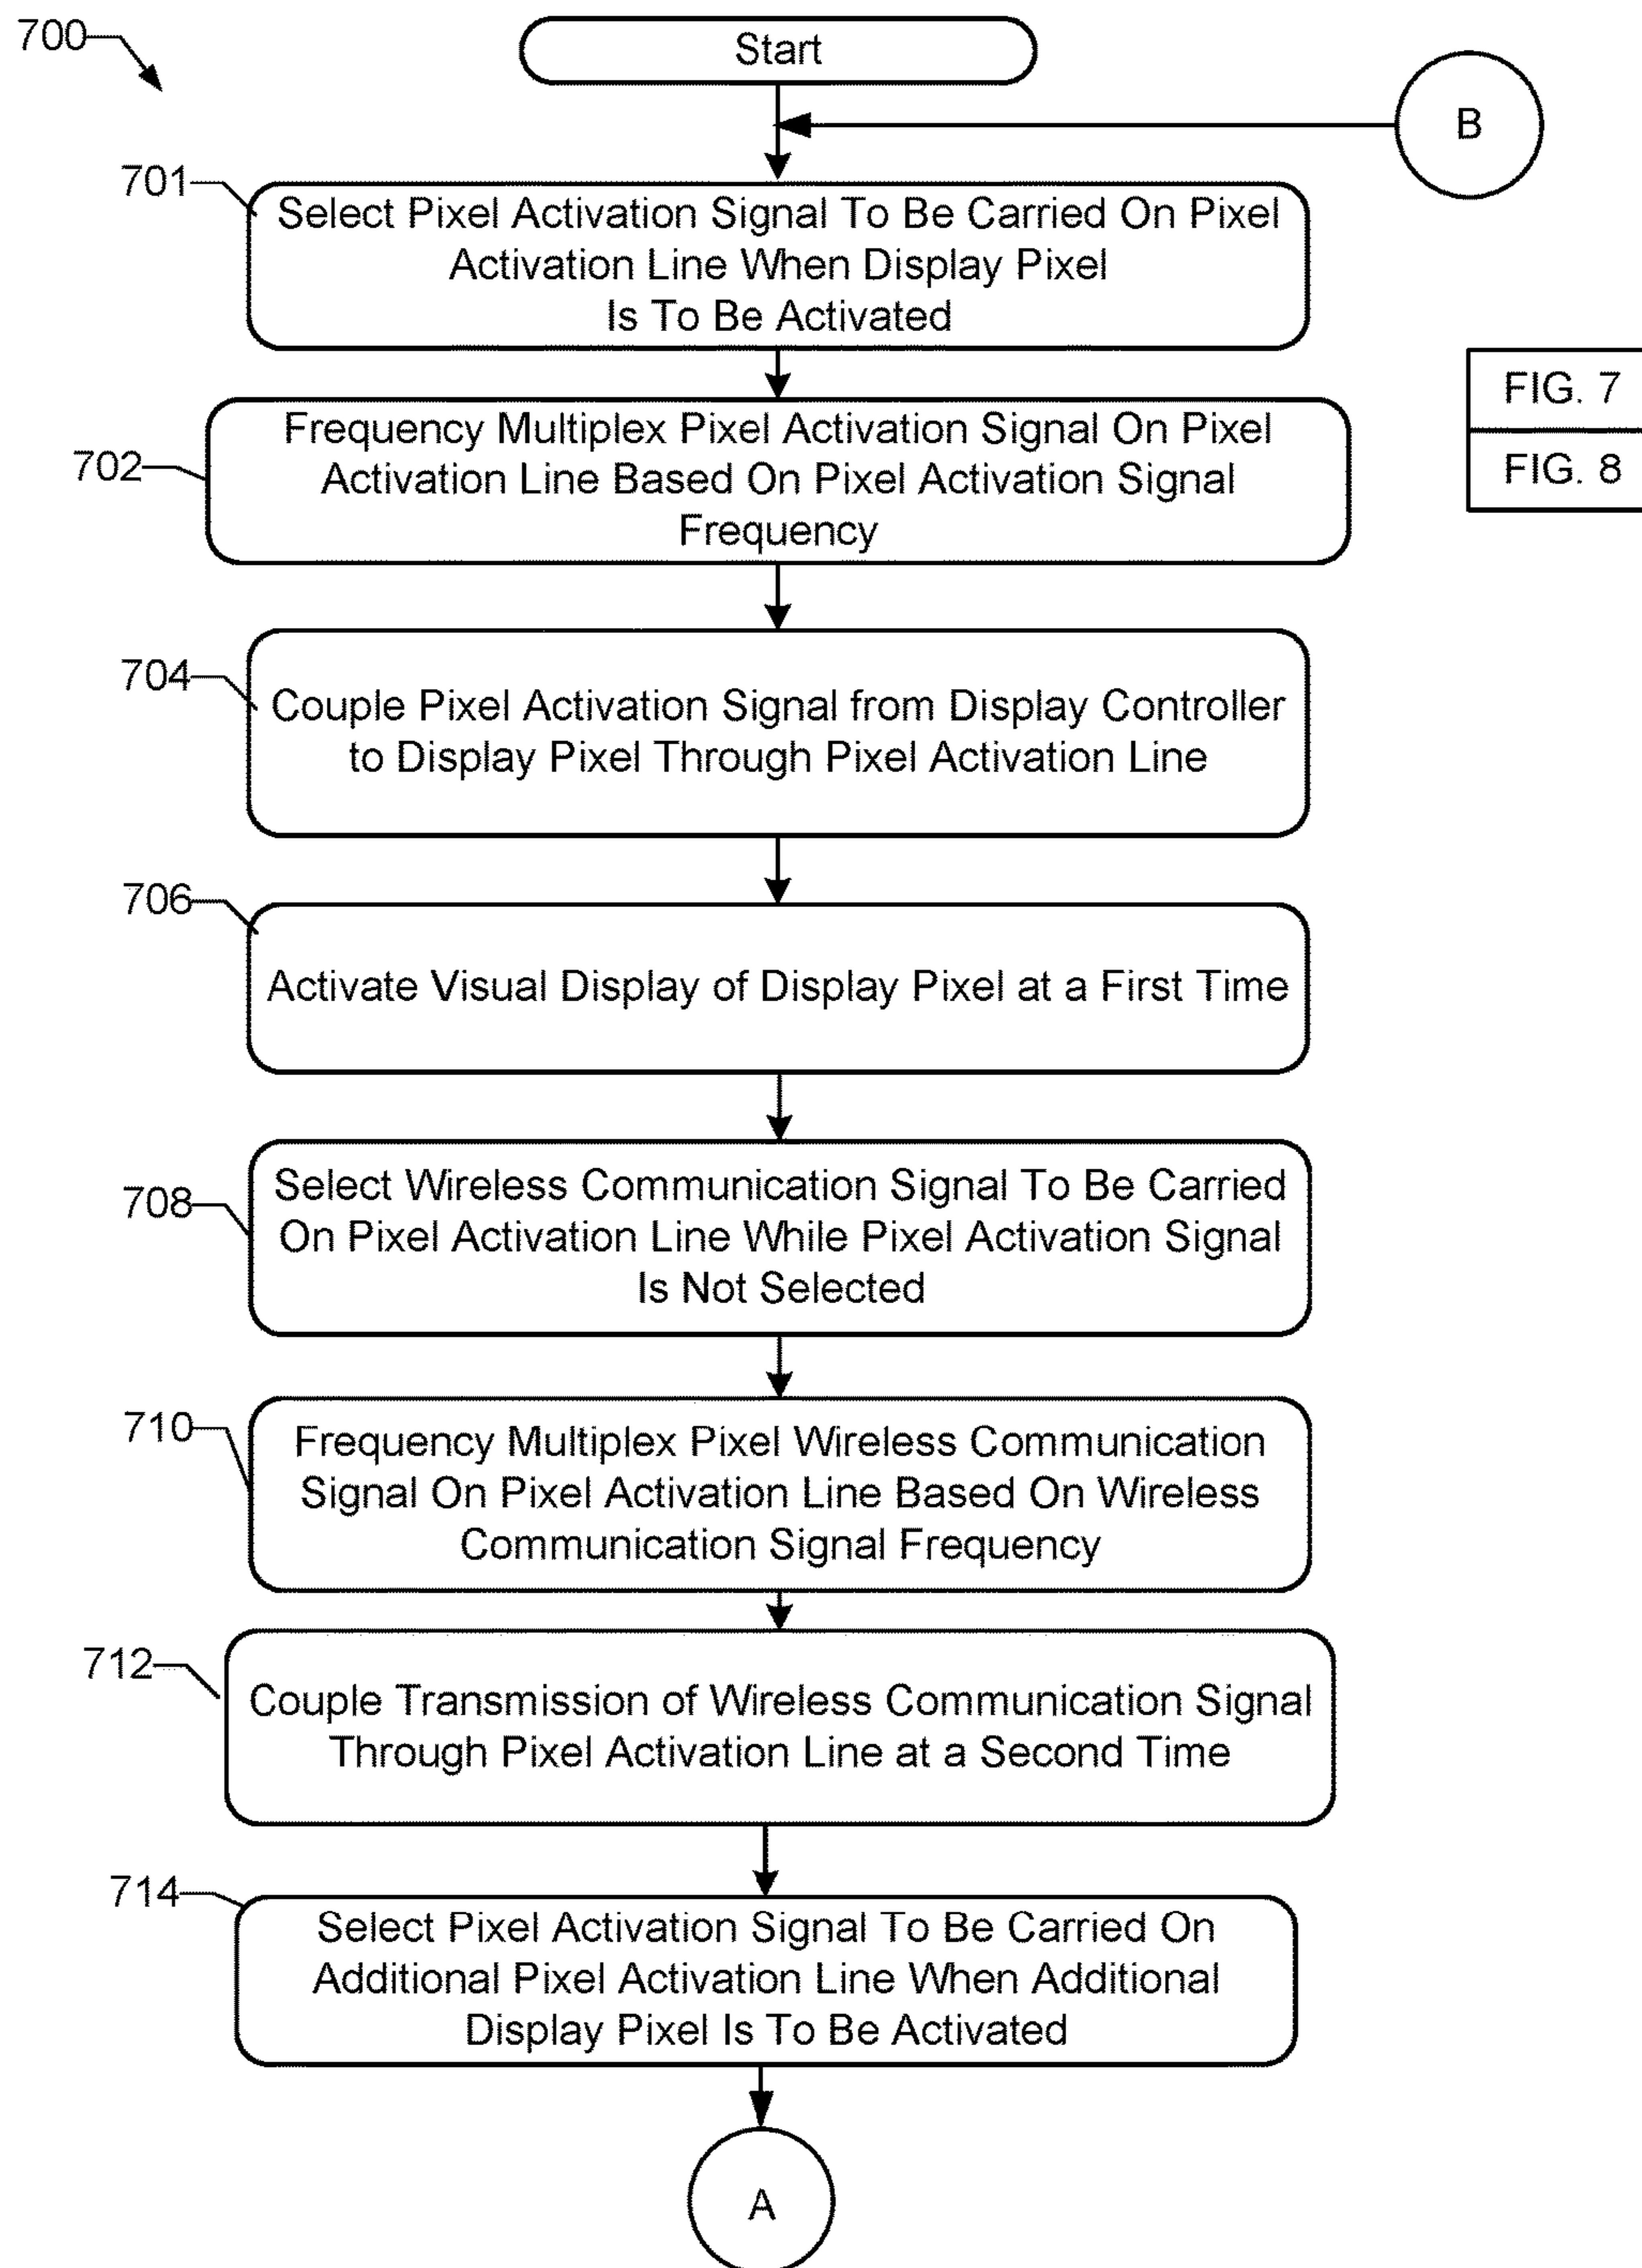 700
Start
B
701
Select Pixel Activation Signal To Be Carried On Pixel
Activation Line When Display Pixel
Is To Be Activated
FIG. 7
FIG. 8
702
Frequency Multiplex Pixel Activation Signal On Pixel
Activation Line Based On Pixel Activation Signal
Frequency
704
Couple Pixel Activation Signal from Display Controller
to Display Pixel Through Pixel Activation Line
706
Activate Visual Display of Display Pixel at a First Time
708
Select Wireless Communication Signal To Be Carried
On Pixel Activation Line While Pixel Activation Signal
Is Not Selected
710
Frequency Multiplex Pixel Wireless Communication
Signal On Pixel Activation Line Based On Wireless
Communication Signal Frequency
712
Couple Transmission of Wireless Communication Signal
Through Pixel Activation Line at a Second Time
714
Select Pixel Activation Signal To Be Carried On
Additional Pixel Activation Line When Additional
Display Pixel Is To Be Activated
A